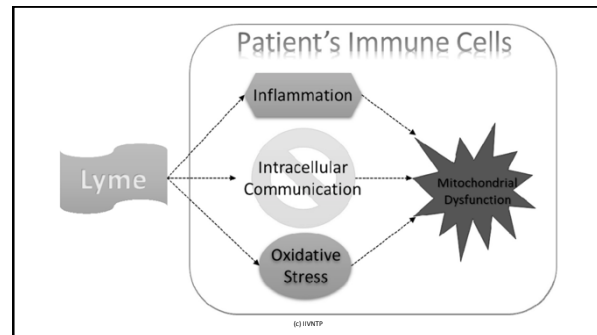 Patient's Immune Cells
Inflammation
Lyme
Intracellular
Communication
Mitochondrial
Dysfunction
Oxidative
Stress
(c) IIVNTP